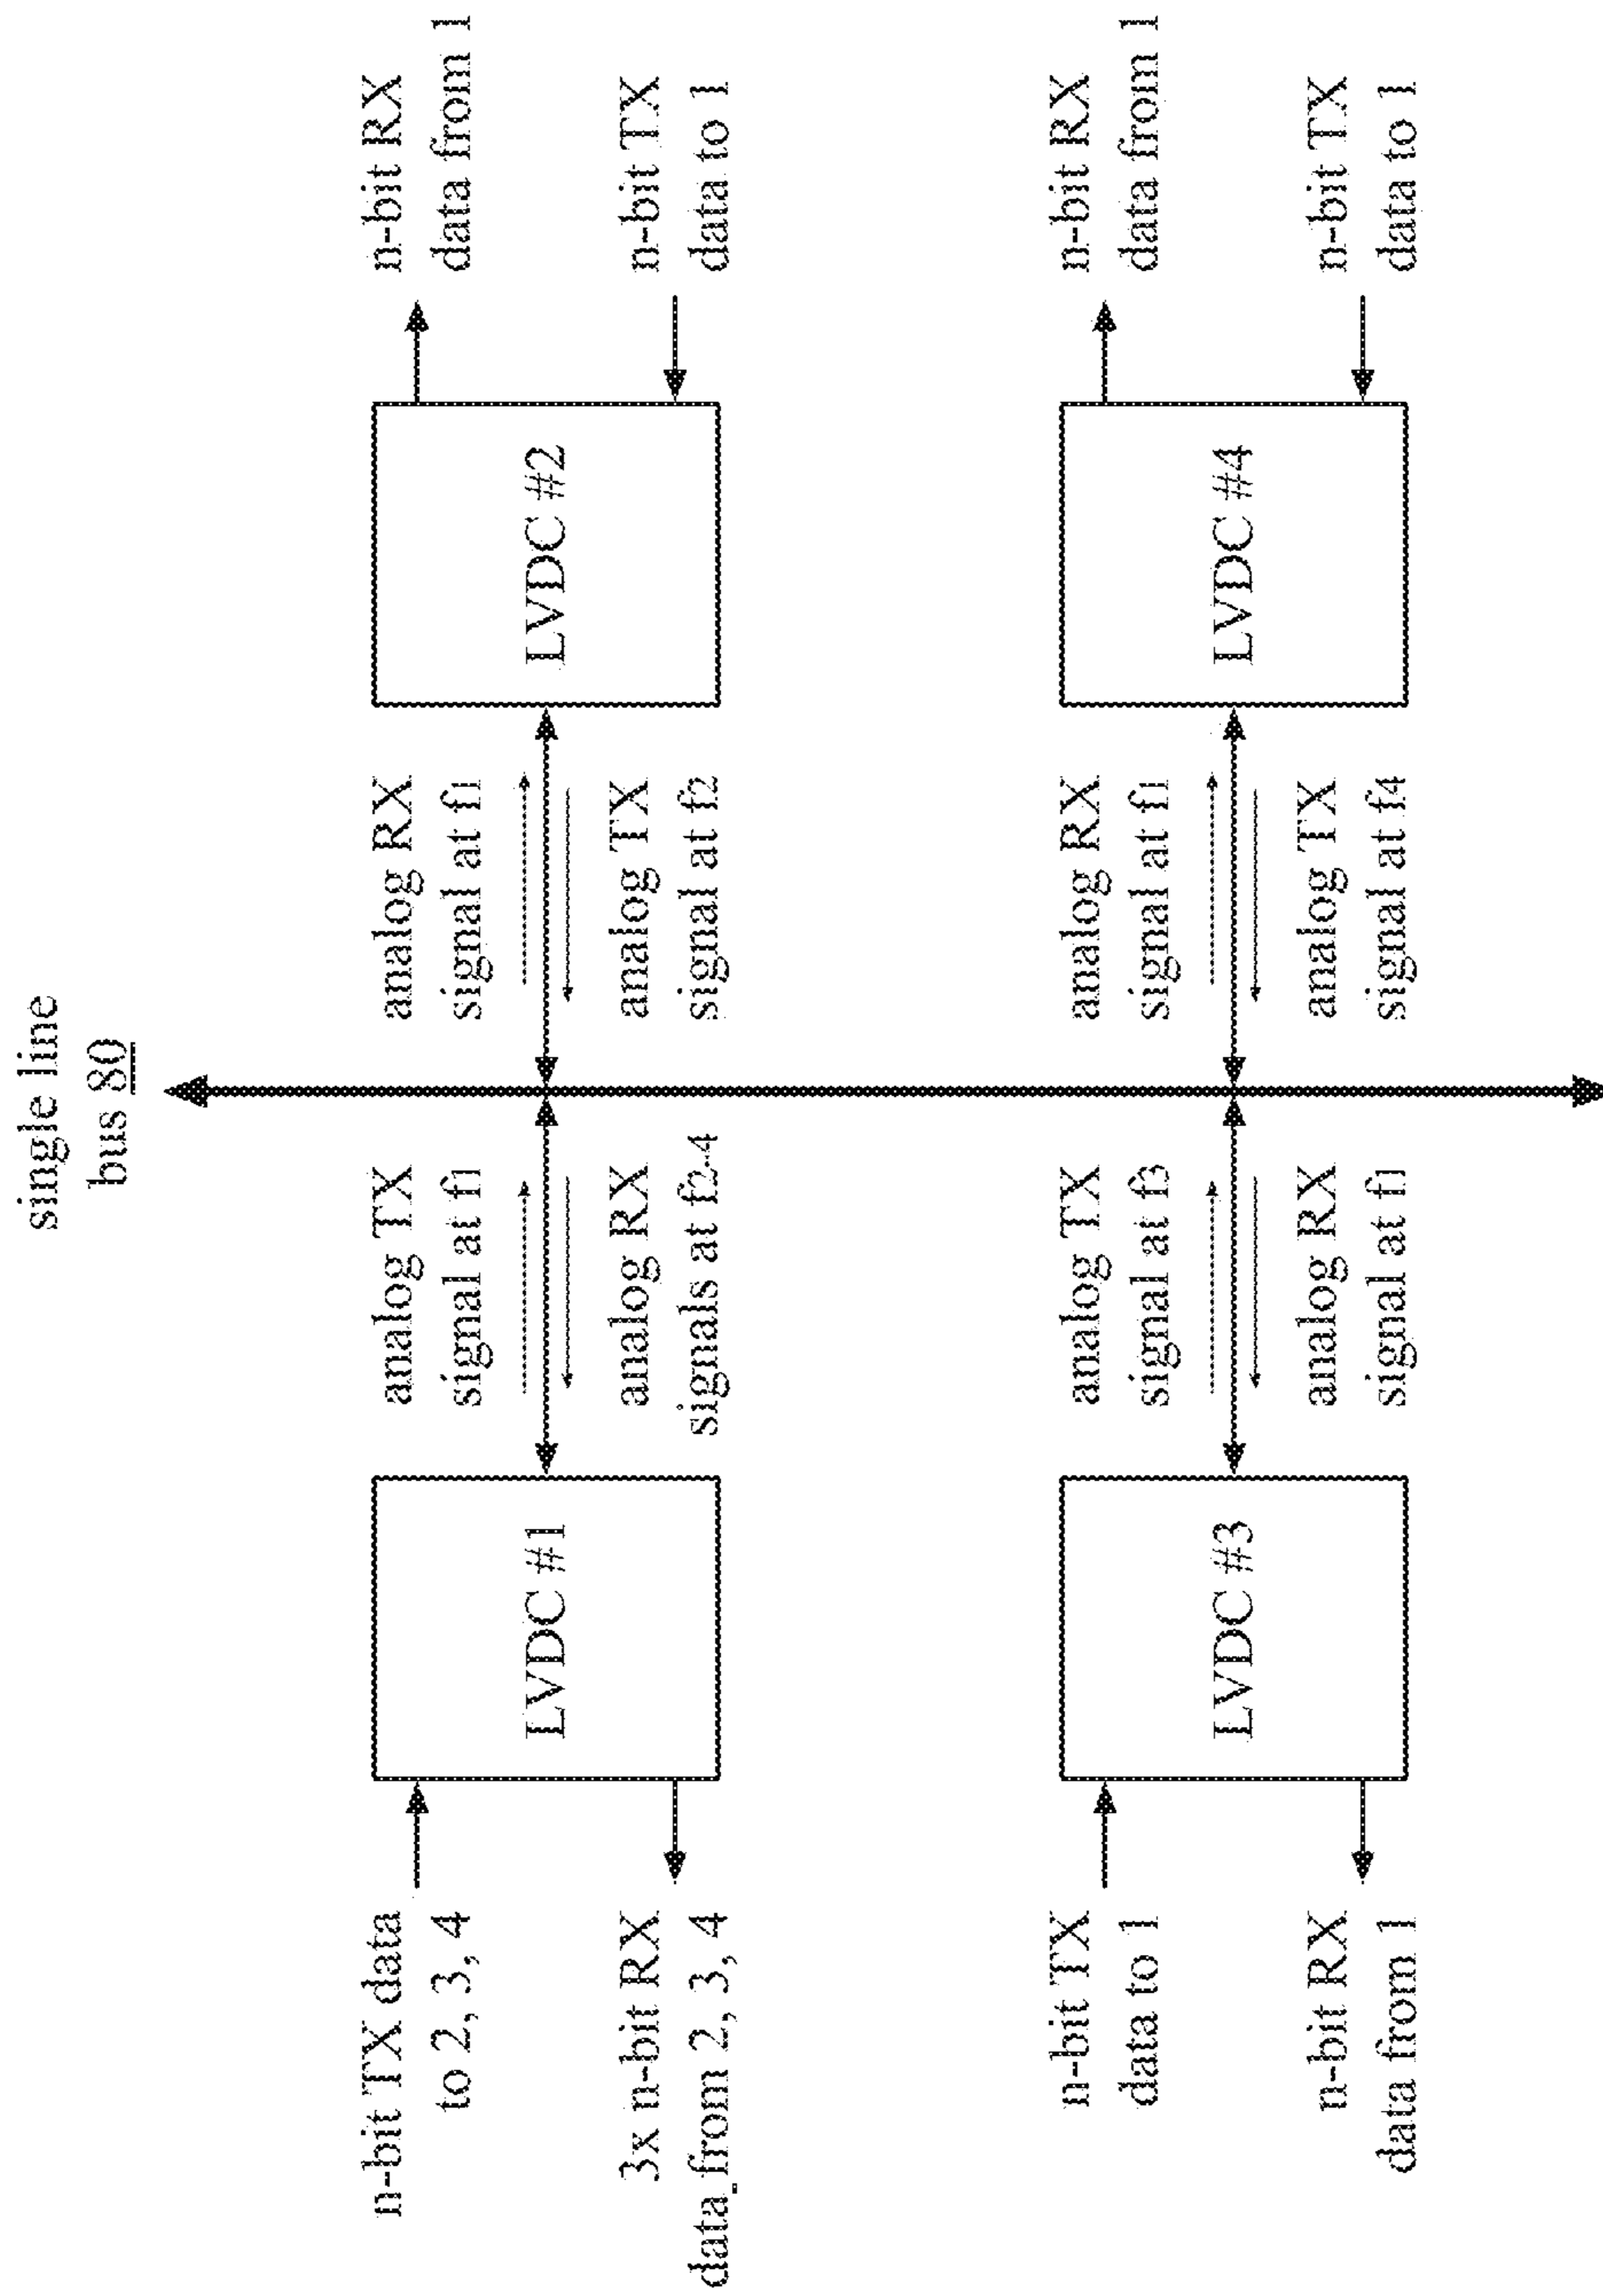 single line
bus 80
n-bit TX data
to 2, 3, 4
3x n-bit RX
data from 2, 3, 4
LVDC #1
analog TX
signal at f1
analog RX
signals at f2-4
analog RX
signal at f1
analog TX
signal at f2
LVDC #2
n-bit RX
data from 1
n-bit TX
data to 1
n-bit TX
data to 1
n-bit RX
data from 1
LVDC #3
analog TX
signal at f3
analog RX
signal at f1
analog RX
signal at f1
analog TX
signal at f4
LVDC #4
n-bit RX
data from 1
n-bit TX
data to 1